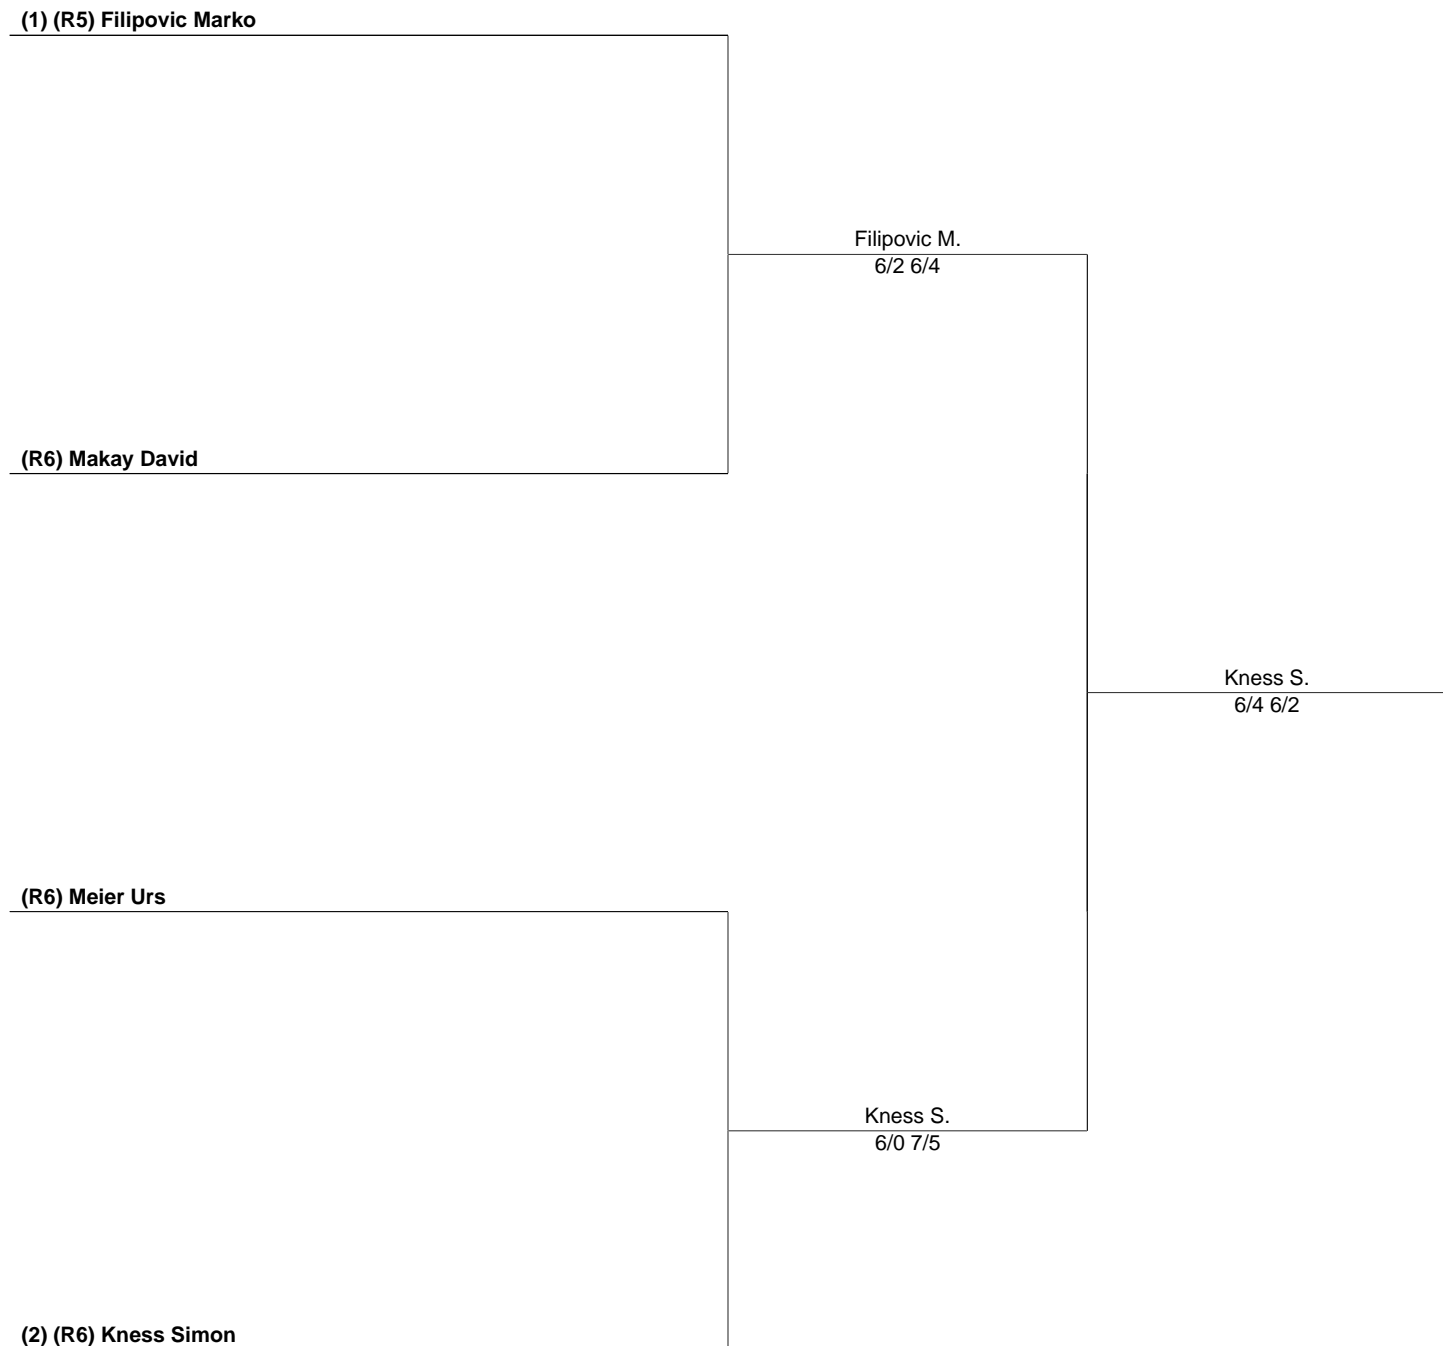 (1) (R5) Filipovic Marko
Filipovic M.
6/2 6/4
(R6) Makay David
Kness S.
6/4 6/2
(R6) Meier Urs
Kness S.
6/0 7/5
(2) (R6) Kness Simon